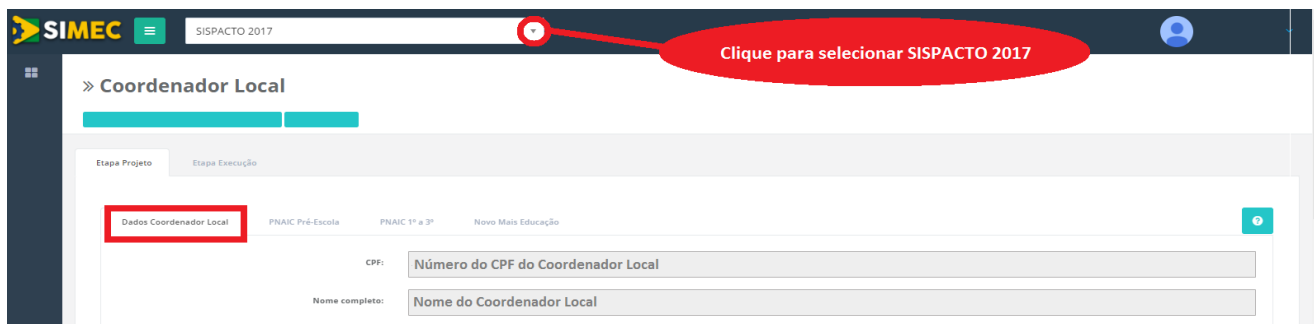 SIMEC
SISPACTO 2017
Clique para selecionar SISPACTO 2017
» Coordenador Local
Etapa Projeto Etapa Execução
Dados Coordenador Local PNAIC Pré-Escola PNAIC 1º a 3º Novo Mais Educação
CPF: Número do CPF do Coordenador Local
Nome completo: Nome do Coordenador Local